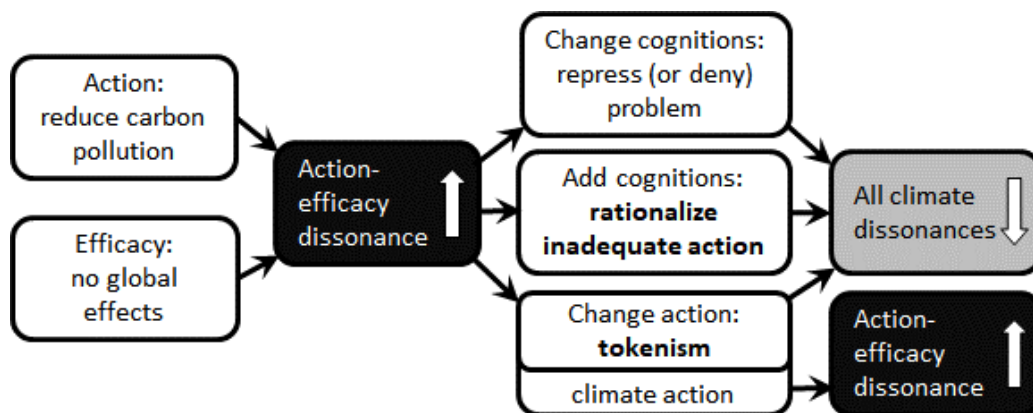 Action:
reduce carbon
pollution
Efficacy:
no global
effects
Action-
efficacy
dissonance
Change cognitions:
repress (or deny)
problem
Add cognitions:
rationalize
inadequate action
Change action:
tokenism
climate action
All climate
dissonances
Action-
efficacy
dissonance